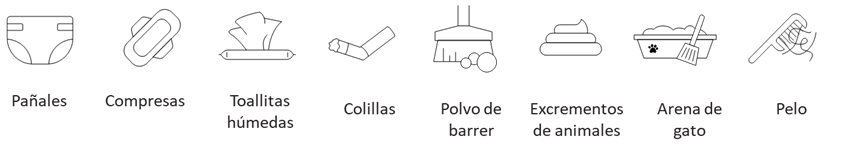 Pañales
Compresas
Toallitas
húmedas
Colillas
Polvo de
barrer
Excrementos
de animales
Arena de
gato
Pelo